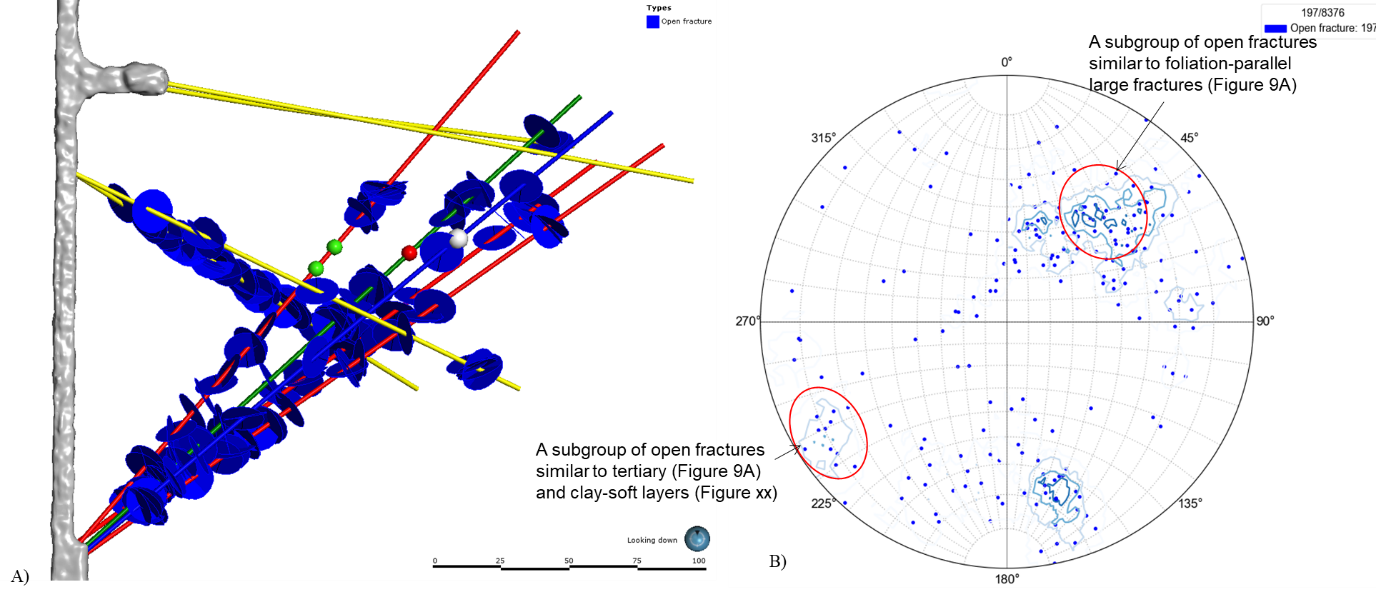 Types
Open fracture
197/8376
Open fracture: 197
A subgroup of open fractures
similar to foliation-parallel
large fractures (Figure 9A)
0°
315°
45°
270°
90°
A subgroup of open fractures
similar to tertiary (Figure 9A)
and clay-soft layers (Figure xx)
225°
135°
180°
Looking down
0 25 50 75 100
A)
B)